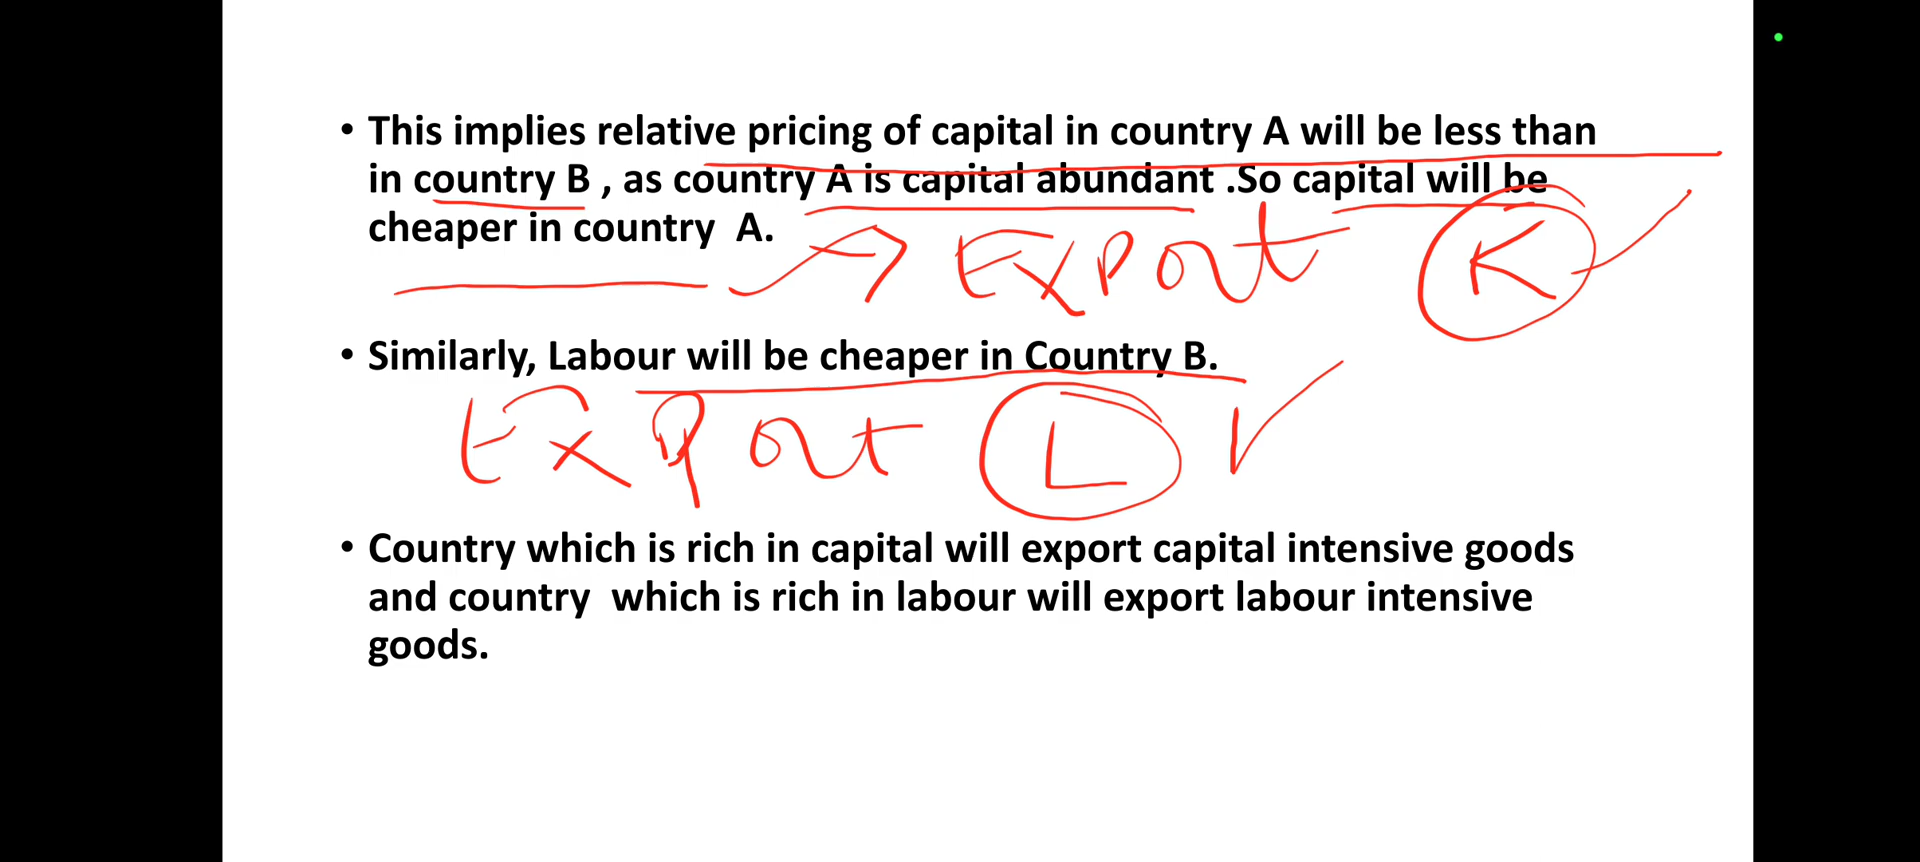 • This implies relative pricing of capital in country A will be less than
in country B , as country A is capital abundant .So capital will be
cheaper in country A.
→ Export K
• Similarly, Labour will be cheaper in Country B.
Export L
• Country which is rich in capital will export capital intensive goods
and country which is rich in labour will export labour intensive
goods.